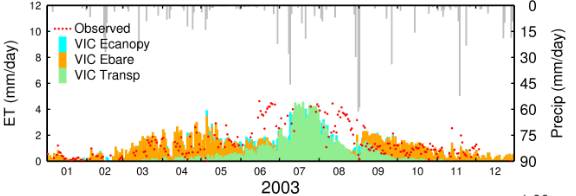 12 0
10 15
8 30
6 45
4 60
2 75
0 90
ET (mm/day)
Precip (mm/day)
Observed
VIC Ecanopy
VIC Ebare
VIC Transp
01 02 03 04 05 06 07 08 09 10 11 12
2003